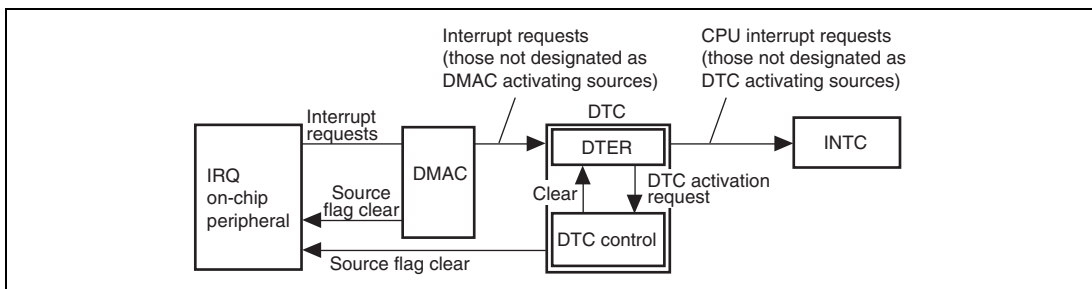 Interrupt requests
(those not designated as
DMAC activating sources)
CPU interrupt requests
(those not designated as
DTC activating sources)
Interrupt
requests
DTC
DTER
INTC
IRQ
on-chip
peripheral
DMAC
Source
flag clear
Clear
DTC activation
request
DTC control
Source flag clear